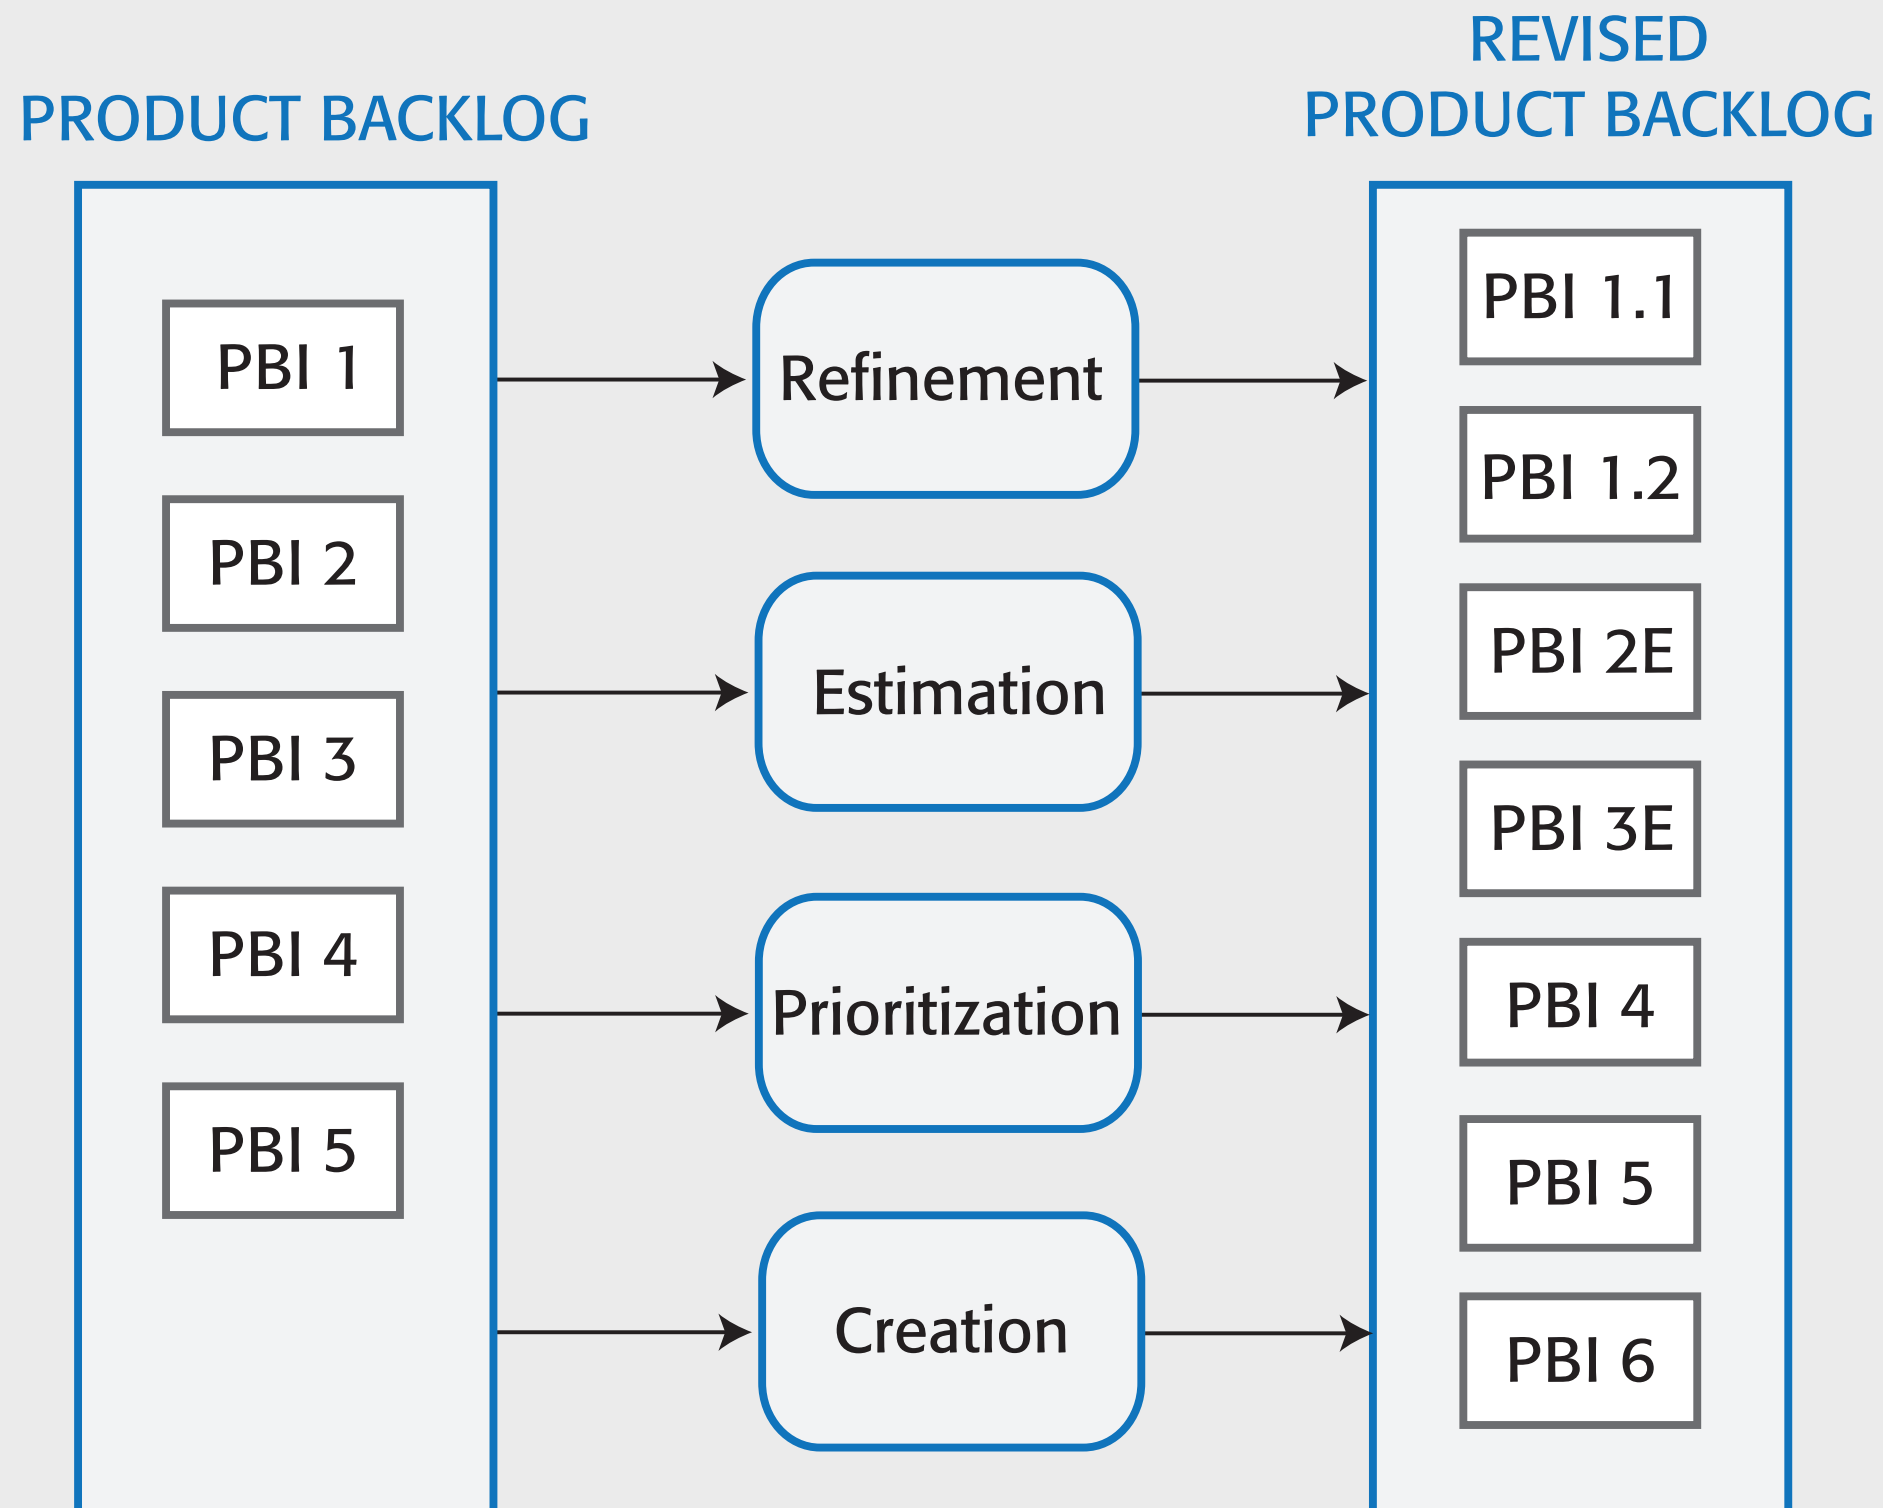 PRODUCT BACKLOG
PBI 1
PBI 2
PBI 3
PBI 4
PBI 5
Refinement
Estimation
Prioritization
Creation
REVISED
PRODUCT BACKLOG
PBI 1.1
PBI 1.2
PBI 2E
PBI 3E
PBI 4
PBI 5
PBI 6